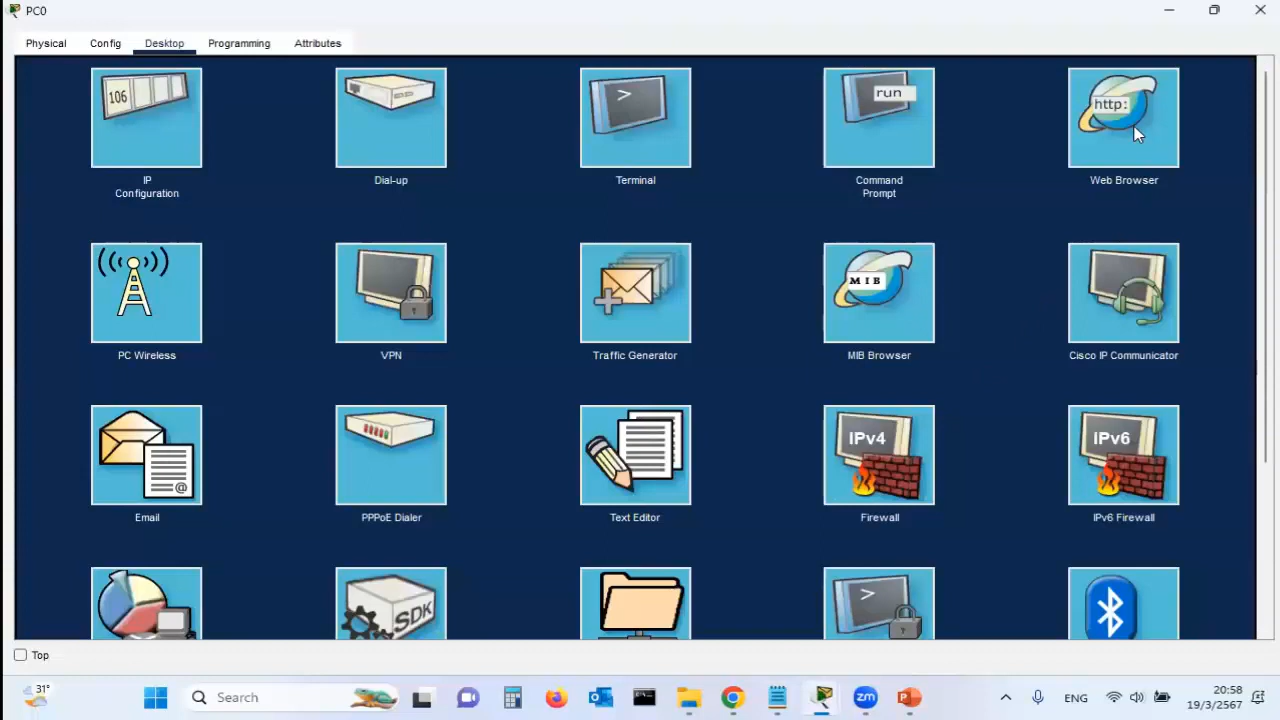 PC0
Physical Config Desktop Programming Attributes
106
>
run
http:
IP
Configuration
Dial-up
Terminal
Command
Prompt
Web Browser
MIB
PC Wireless
VPN
Traffic Generator
MIB Browser
Cisco IP Communicator
IPv4
IPv6
@
Email
PPPoE Dialer
Text Editor
Firewall
IPv6 Firewall
SDK
>
?
Top
31°
Search
zm
P
ENG
20:58
19/3/2567